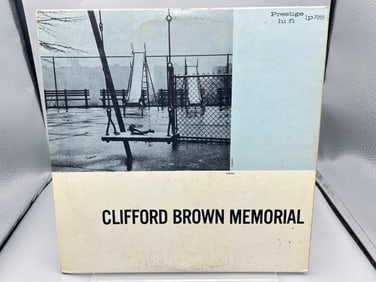 Prestige
hi fi lp 7055
CLIFFORD BROWN MEMORIAL